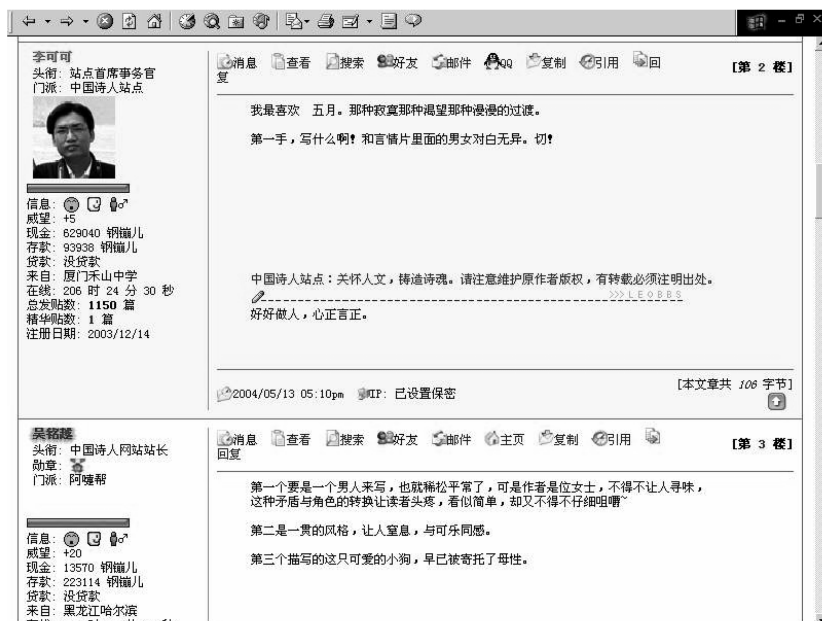 李可可
头衔: 站点首席事务官
门派: 中国诗人站点
信息:
威望: +5
现金: 629040 钢镚儿
存款: 93938 钢镚儿
贷款: 没贷款
来自: 厦门禾山中学
在线: 206 时 24 分 30 秒
总发贴数: 1150 篇
精华贴数: 1 篇
注册日期: 2003/12/14
消息 查看 搜索 好友 邮件 QQ 复制 引用 回
复
[第 2 楼]
我最喜欢 五月。那种寂寞那种渴望那种漫漫的过渡。
第一手，写什么啊！和言情片里面的男女对白无异。切！
中国诗人站点：关怀人文，铸造诗魂。请注意维护原作者版权，有转载必须注明出处。
>>> L E O B B S
好好做人，心正言正。
[本文章共 106 字节]
2004/05/13 05:10pm IP: 已设置保密
吴铭越
头衔: 中国诗人网站站长
勋章:
门派: 阿嚏帮
信息:
威望: +20
现金: 13570 钢镚儿
存款: 223114 钢镚儿
贷款: 没贷款
来自: 黑龙江哈尔滨
消息 查看 搜索 好友 邮件 主页 复制 引用
回复
[第 3 楼]
第一个要是一个男人来写，也就稀松平常了，可是作者是位女士，不得不让人寻味，
这种矛盾与角色的转换让读者头疼，看似简单，却又不得不仔细咀嚼~
第二是一贯的风格，让人窒息，与可乐同感。
第三个描写的这只可爱的小狗，早已被寄托了母性。